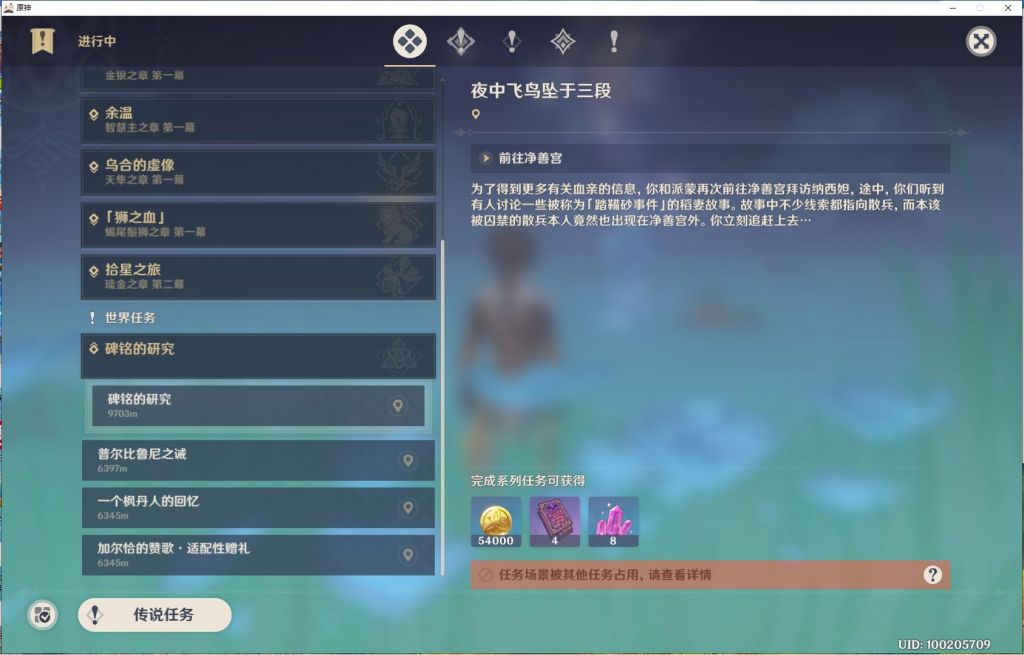 原神
进行中
金狼之章 第一幕
余温
智慧主之章 第一幕
乌合的虚像
天隼之章 第一幕
「狮之血」
蝎尾鬃狮之章 第一幕
拾星之旅
琉金之章 第二幕
世界任务
碑铭的研究
碑铭的研究
9703m
普尔比鲁尼之诫
6397m
一个枫丹人的回忆
6345m
加尔恰的赞歌·适配性赠礼
6345m
传说任务
夜中飞鸟坠于三段
前往净善宫
为了得到更多有关血亲的信息，你和派蒙再次前往净善宫拜访纳西妲，途中，你们听到
有人讨论一些被称为「踏鞴砂事件」的稻妻故事。故事中不少线索都指向散兵，而本该
被囚禁的散兵本人竟然也出现在净善宫外。你立刻追赶上去…
完成系列任务可获得
54000
4
8
任务场景被其他任务占用，请查看详情
?
UID: 100205709